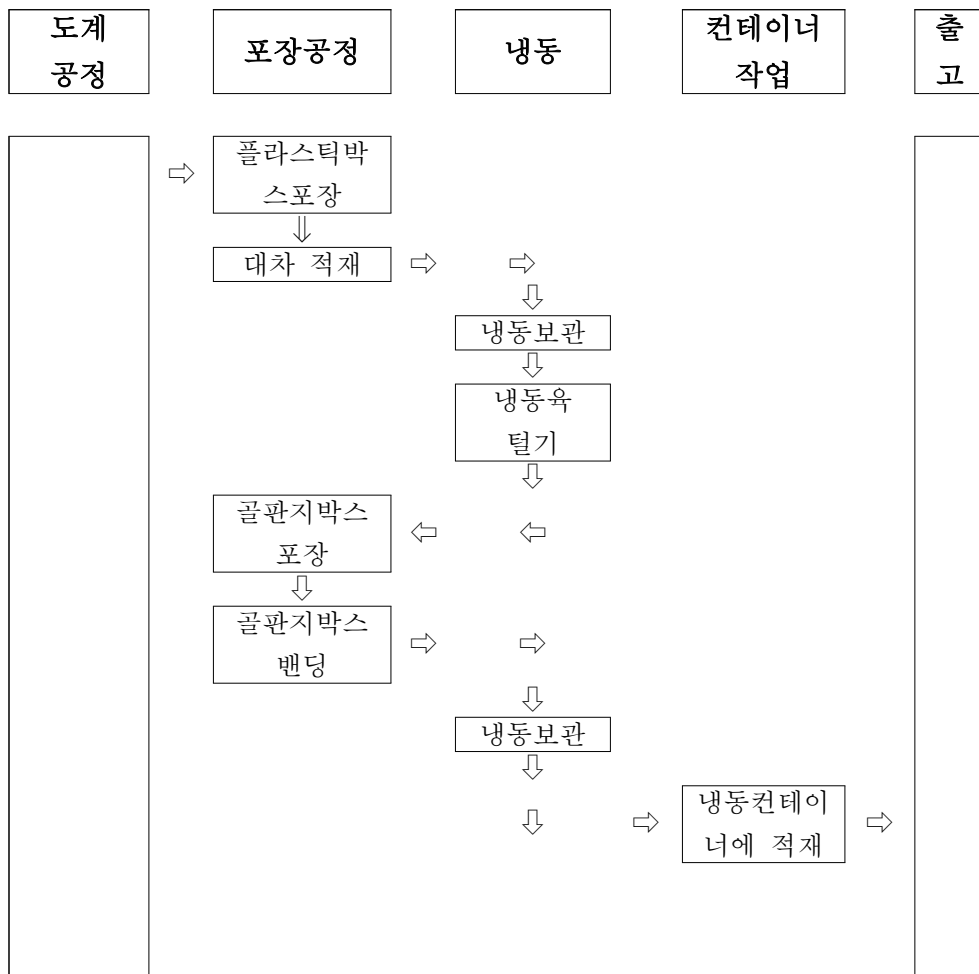 도계
공정
포장공정
냉동
컨테이너
작업
출
고
⇨
플라스틱박
스포장
⇓
대차 적재
⇨
⇨
⇩
냉동보관
⇩
냉동육
털기
⇩
골판지박스
포장
⇦
⇦
⇩
골판지박스
밴딩
⇨
⇨
⇩
냉동보관
⇩
⇩
⇨
냉동컨테이
너에 적재
⇨